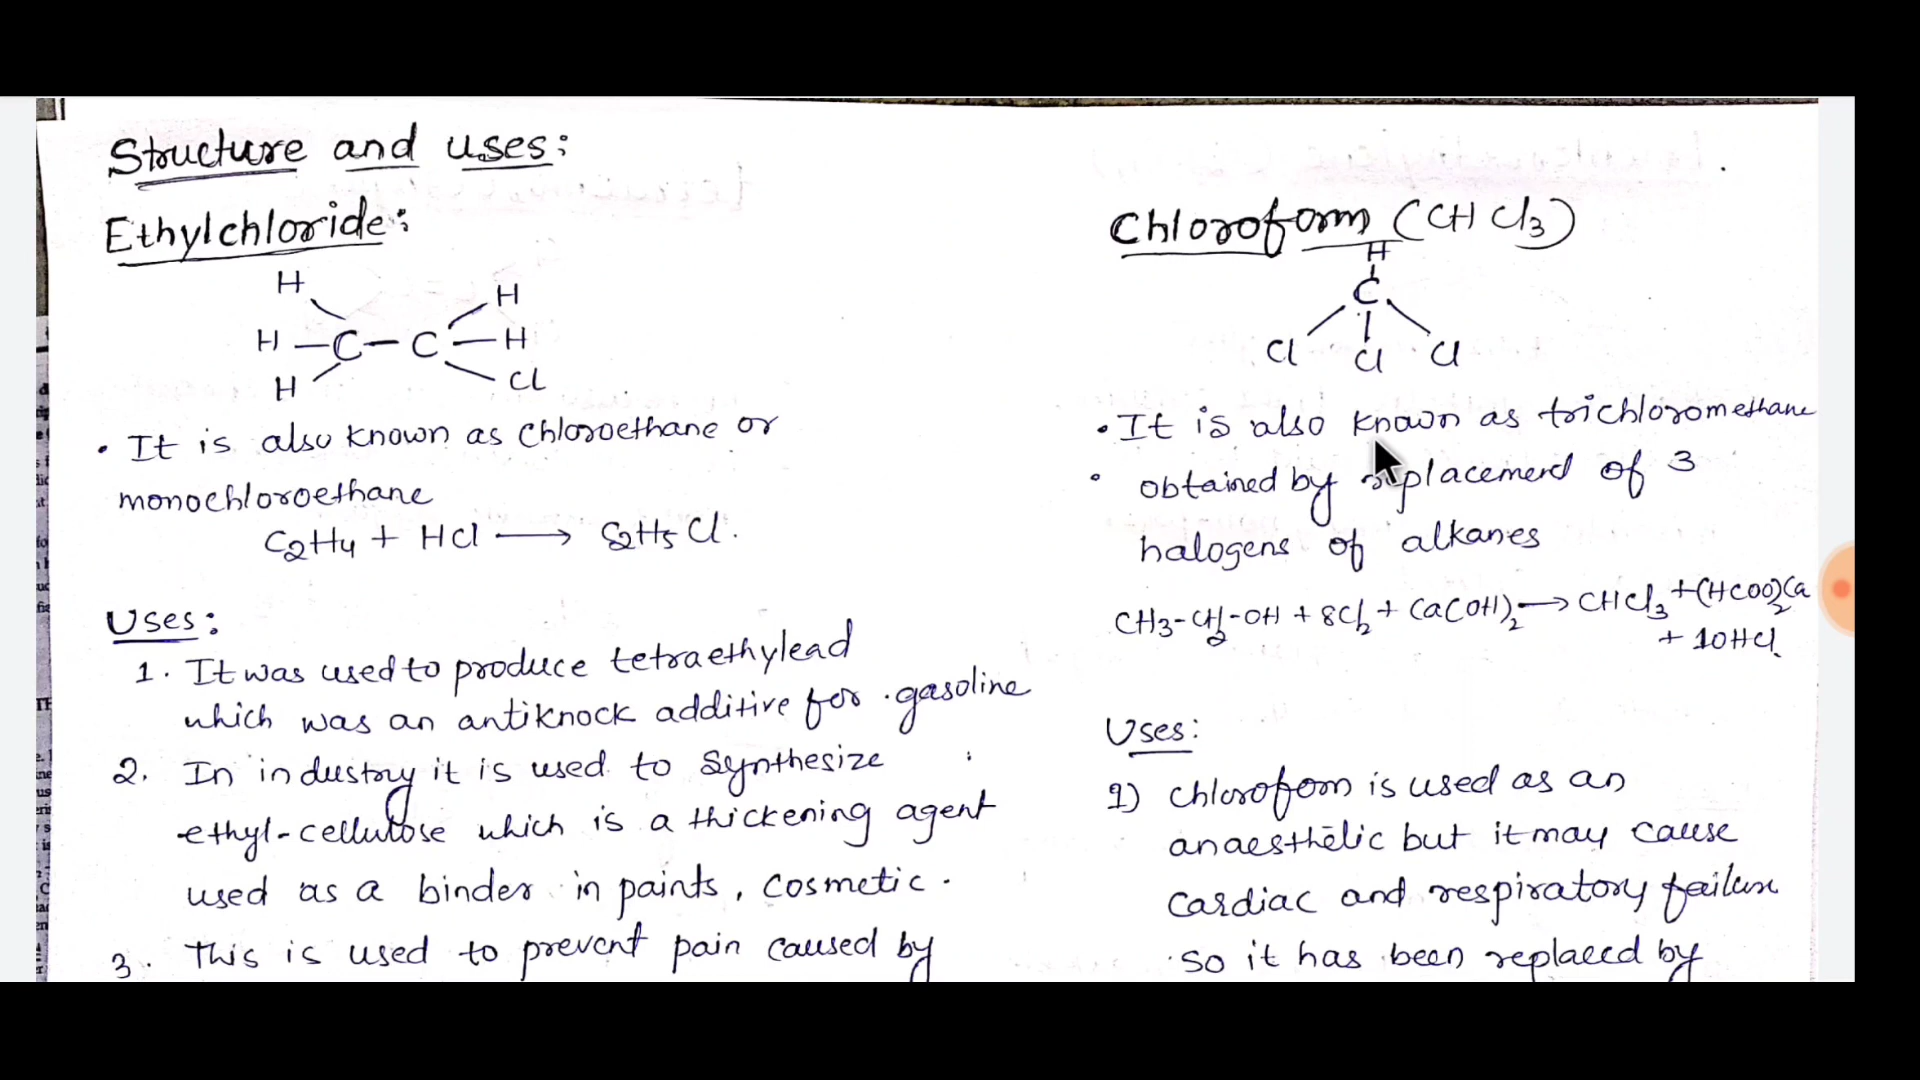 Structure and uses:
Ethylchloride:
H
H
H — C — C — H
H
Cl
• It is also known as Chloroethane or
monochloroethane
C2H4 + HCl ⟶ C2H5Cl.
Uses:
1. It was used to produce tetraethylead
which was an antiknock additive for gasoline
2. In industry it is used to synthesize
ethyl-cellulose which is a thickening agent
used as a binder in paints, cosmetic.
3. This is used to prevent pain caused by
Chloroform (CHCl3)
H
C
Cl Cl Cl
• It is also known as trichloromethane
• obtained by replacement of 3
halogens of alkanes
CH3-CH2-OH + 8Cl2 + Ca(OH)2 ⟶ CHCl3 + (HCOO)2Ca
+ 10HCl
Uses:
1) chloroform is used as an
anaesthetic but it may cause
cardiac and respiratory failure
so it has been replaced by